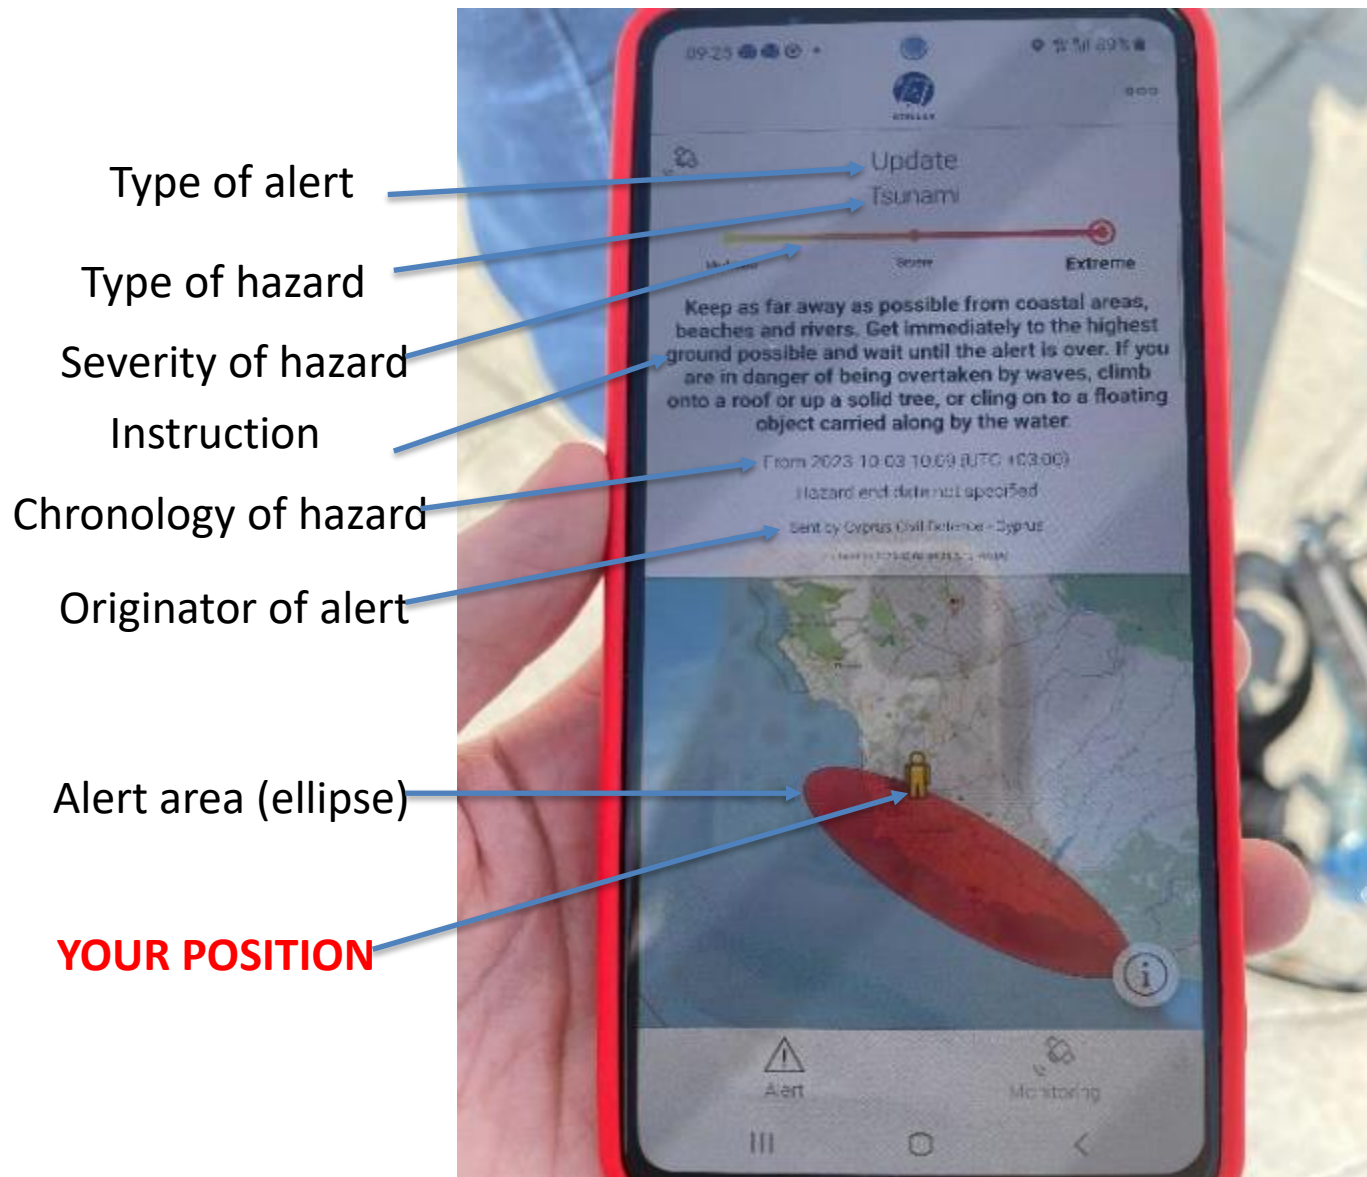 09:25
89%
Type of alert
Update
Tsunami
Type of hazard
Severe
Extreme
Severity of hazard
Keep as far away as possible from coastal areas,
beaches and rivers. Get immediately to the highest
ground possible and wait until the alert is over. If you
are in danger of being overtaken by waves, climb
onto a roof or up a solid tree, or cling on to a floating
object carried along by the water.
Instruction
From 2023-10-03 10:09 (UTC +03:00)
Chronology of hazard
Hazard end date not specified
Sent by Cyprus Civil Defence - Cyprus
Originator of alert
Alert area (ellipse)
YOUR POSITION
i
Alert
Monitoring